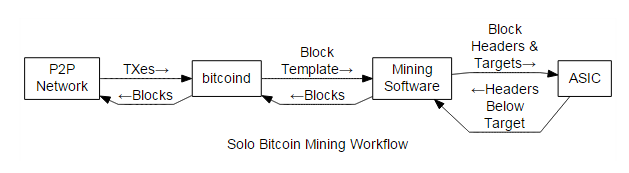 P2P
Network
TXes→
←Blocks
bitcoind
Block
Template→
←Blocks
Mining
Software
Block
Headers &
Targets→
←Headers
Below
Target
ASIC
Solo Bitcoin Mining Workflow